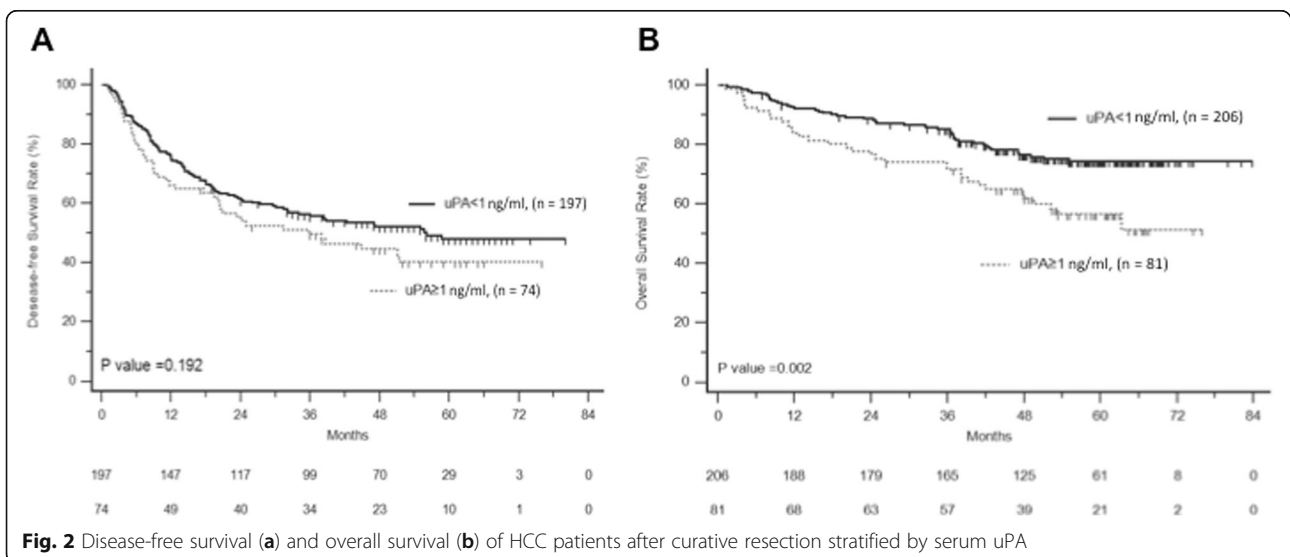 A
B
100
80
60
40
20
0
Desease-free Survival Rate (%)
uPA<1 ng/ml, (n = 197)
uPA≥1 ng/ml, (n = 74)
P value =0.192
0 12 24 36 48 60 72 84
Months
197 147 117 99 70 29 3 0
74 49 40 34 23 10 1 0
100
80
60
40
20
0
Overall Survival Rate (%)
uPA<1 ng/ml, (n = 206)
uPA≥1 ng/ml, (n = 81)
P value =0.002
0 12 24 36 48 60 72 84
Months
206 188 179 165 125 61 8 0
81 68 63 57 39 21 2 0
Fig. 2 Disease-free survival (a) and overall survival (b) of HCC patients after curative resection stratified by serum uPA